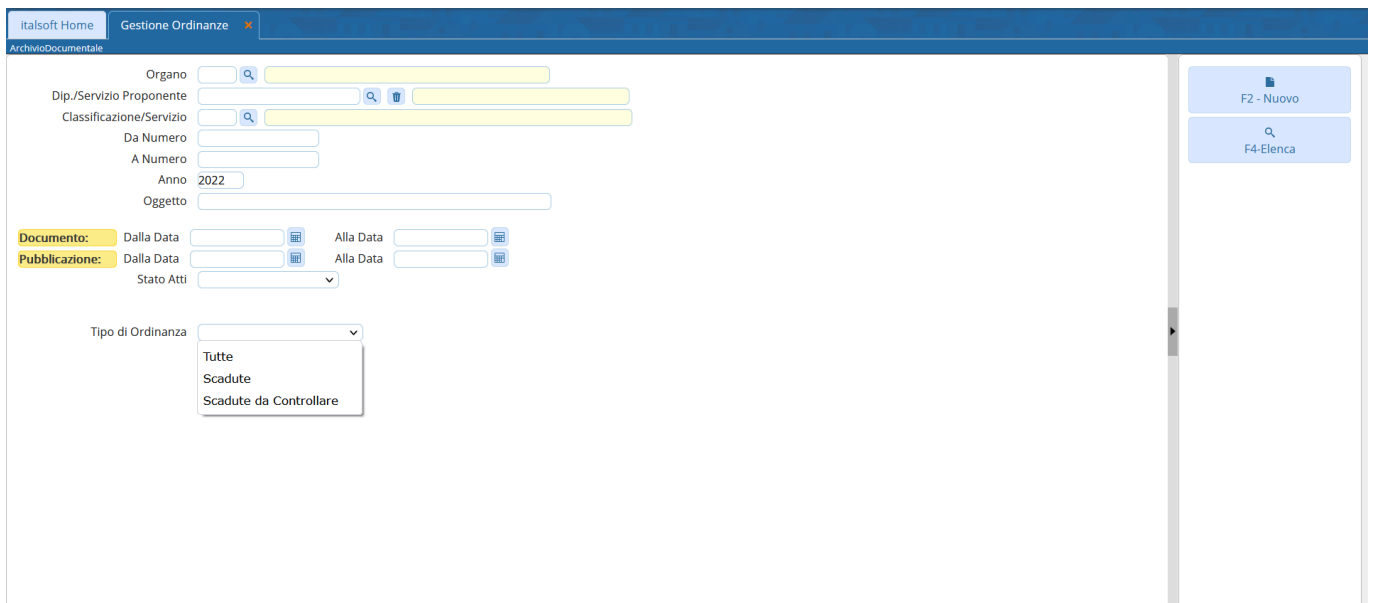 italsoft Home Gestione Ordinanze ×
ArchivioDocumentale
Organo
Dip./Servizio Proponente
Classificazione/Servizio
Da Numero
A Numero
Anno 2022
Oggetto
Documento: Dalla Data Alla Data
Pubblicazione: Dalla Data Alla Data
Stato Atti
Tipo di Ordinanza
Tutte
Scadute
Scadute da Controllare
F2 - Nuovo
F4-Elenca